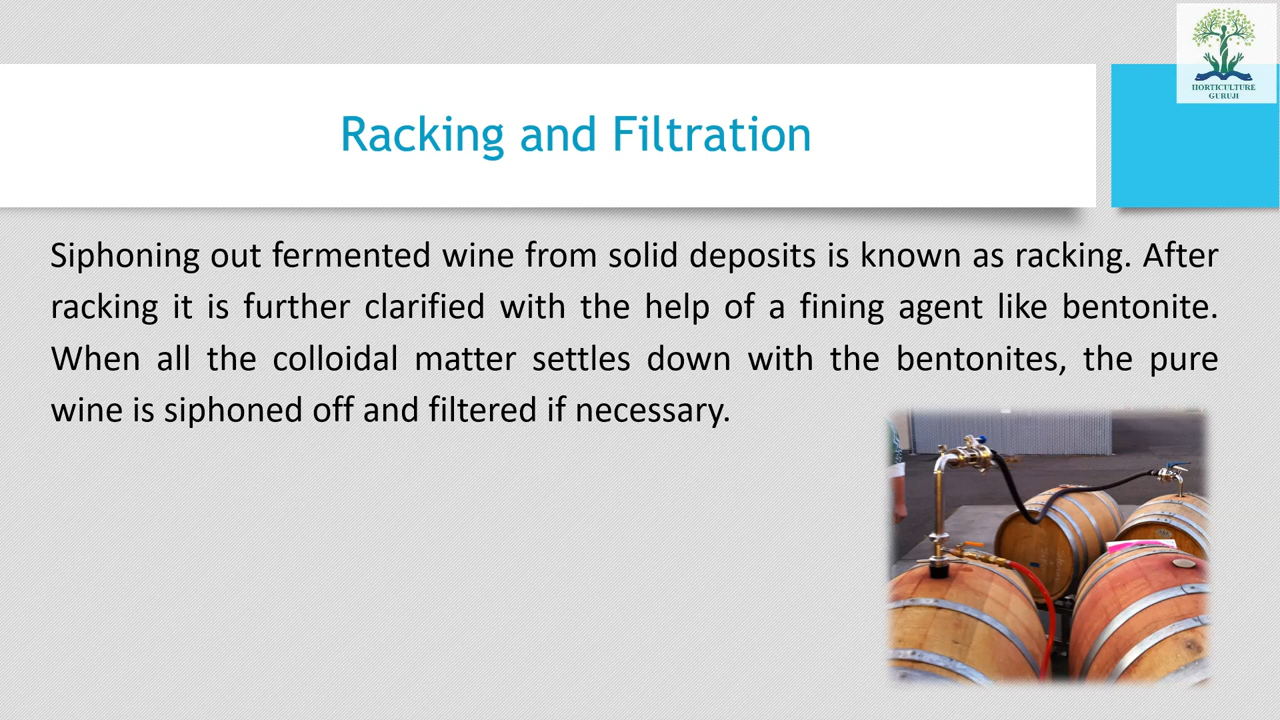 HORTICULTURE
GURUJI
Racking and Filtration
Siphoning out fermented wine from solid deposits is known as racking. After
racking it is further clarified with the help of a fining agent like bentonite.
When all the colloidal matter settles down with the bentonites, the pure
wine is siphoned off and filtered if necessary.